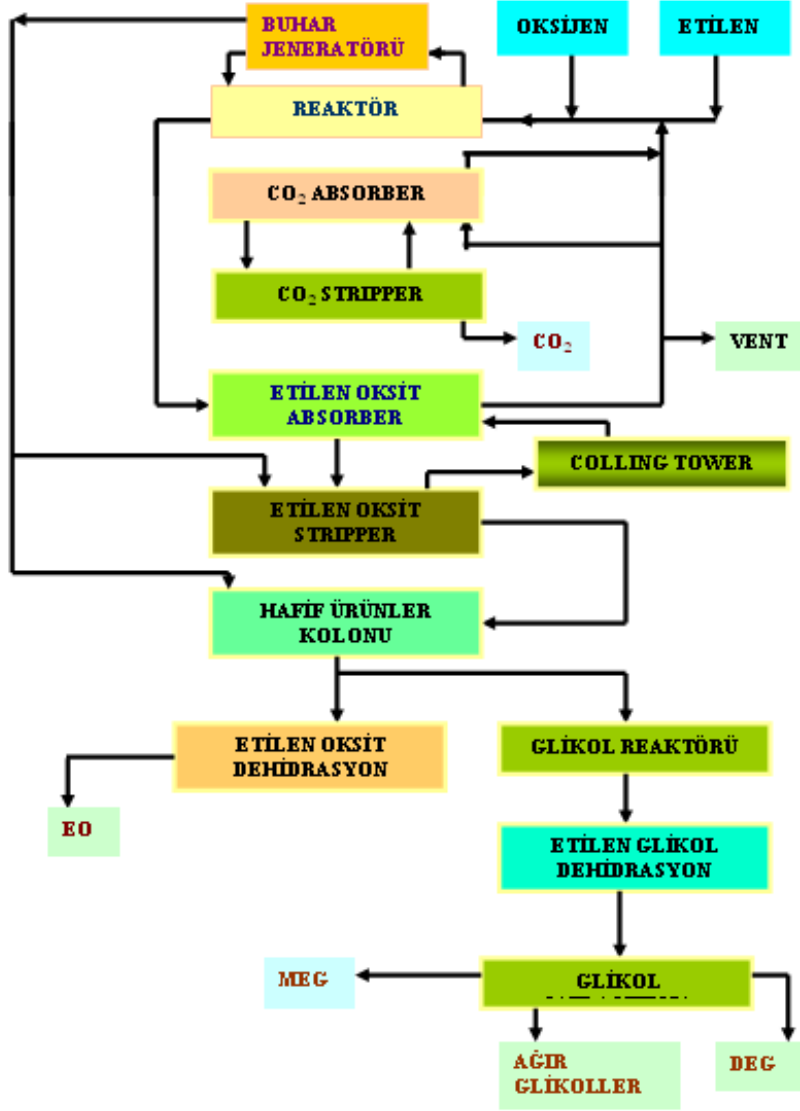 BUHAR
JENERATÖRÜ
OKSİJEN
ETİLEN
REAKTÖR
CO₂ ABSORBER
CO₂ STRIPPER
CO₂
VENT
ETİLEN OKSİT
ABSORBER
COLLING TOWER
ETİLEN OKSİT
STRIPPER
HAFİF ÜRÜNLER
KOLONU
ETİLEN OKSİT
DEHİDRASYON
GLİKOL REAKTÖRÜ
EO
ETİLEN GLİKOL
DEHİDRASYON
MEG
GLİKOL
AĞIR
GLİKOLLER
DEG